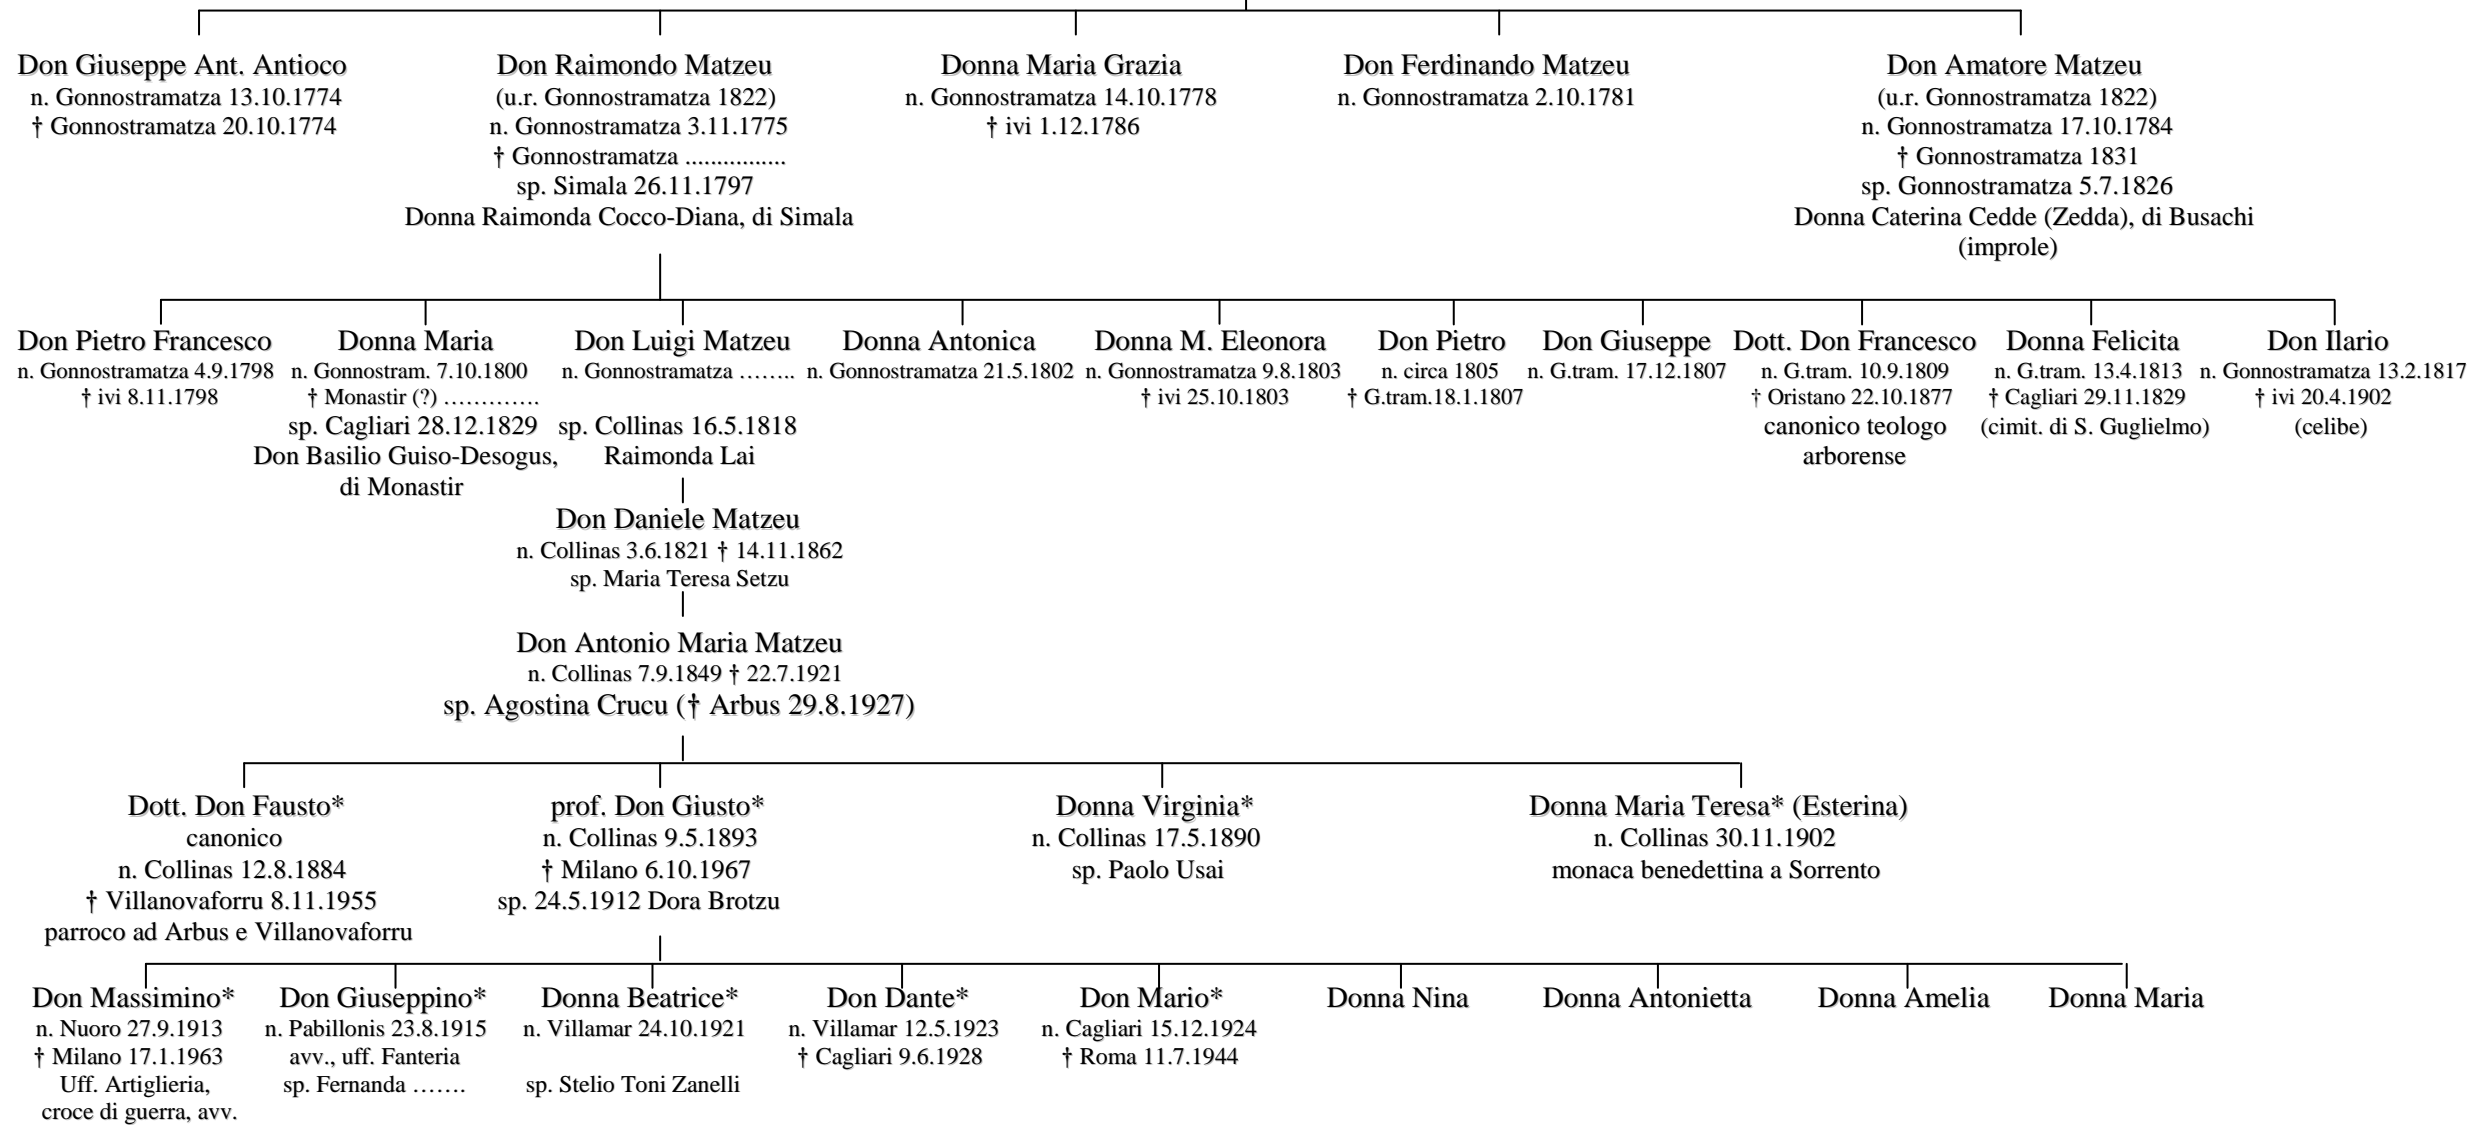 Don Giuseppe Ant. Antioco
n. Gonnostramatza 13.10.1774
† Gonnostramatza 20.10.1774
Don Raimondo Matzeu
(u.r. Gonnostramatza 1822)
n. Gonnostramatza 3.11.1775
† Gonnostramatza ................
sp. Simala 26.11.1797
Donna Raimonda Cocco-Diana, di Simala
Donna Maria Grazia
n. Gonnostramatza 14.10.1778
† ivi 1.12.1786
Don Ferdinando Matzeu
n. Gonnostramatza 2.10.1781
Don Amatore Matzeu
(u.r. Gonnostramatza 1822)
n. Gonnostramatza 17.10.1784
† Gonnostramatza 1831
sp. Gonnostramatza 5.7.1826
Donna Caterina Cedde (Zedda), di Busachi
(improle)
Don Pietro Francesco
n. Gonnostramatza 4.9.1798
† ivi 8.11.1798
Donna Maria
n. Gonnostram. 7.10.1800
† Monastir (?) ………….
sp. Cagliari 28.12.1829
Don Basilio Guiso-Desogus,
di Monastir
Don Luigi Matzeu
n. Gonnostramatza ……..
sp. Collinas 16.5.1818
Raimonda Lai
Donna Antonica
n. Gonnostramatza 21.5.1802
Donna M. Eleonora
n. Gonnostramatza 9.8.1803
† ivi 25.10.1803
Don Pietro
n. circa 1805
† G.tram.18.1.1807
Don Giuseppe
n. G.tram. 17.12.1807
Dott. Don Francesco
n. G.tram. 10.9.1809
† Oristano 22.10.1877
canonico teologo
arborense
Donna Felicita
n. G.tram. 13.4.1813
† Cagliari 29.11.1829
(cimit. di S. Guglielmo)
Don Ilario
n. Gonnostramatza 13.2.1817
† ivi 20.4.1902
(celibe)
Don Daniele Matzeu
n. Collinas 3.6.1821 † 14.11.1862
sp. Maria Teresa Setzu
Don Antonio Maria Matzeu
n. Collinas 7.9.1849 † 22.7.1921
sp. Agostina Crucu († Arbus 29.8.1927)
Dott. Don Fausto*
canonico
n. Collinas 12.8.1884
† Villanovaforru 8.11.1955
parroco ad Arbus e Villanovaforru
prof. Don Giusto*
n. Collinas 9.5.1893
† Milano 6.10.1967
sp. 24.5.1912 Dora Brotzu
Donna Virginia*
n. Collinas 17.5.1890
sp. Paolo Usai
Donna Maria Teresa* (Esterina)
n. Collinas 30.11.1902
monaca benedettina a Sorrento
Don Massimino*
n. Nuoro 27.9.1913
† Milano 17.1.1963
Uff. Artiglieria,
croce di guerra, avv.
Don Giuseppino*
n. Pabillonis 23.8.1915
avv., uff. Fanteria
sp. Fernanda …….
Donna Beatrice*
n. Villamar 24.10.1921
sp. Stelio Toni Zanelli
Don Dante*
n. Villamar 12.5.1923
† Cagliari 9.6.1928
Don Mario*
n. Cagliari 15.12.1924
† Roma 11.7.1944
Donna Nina
Donna Antonietta
Donna Amelia
Donna Maria